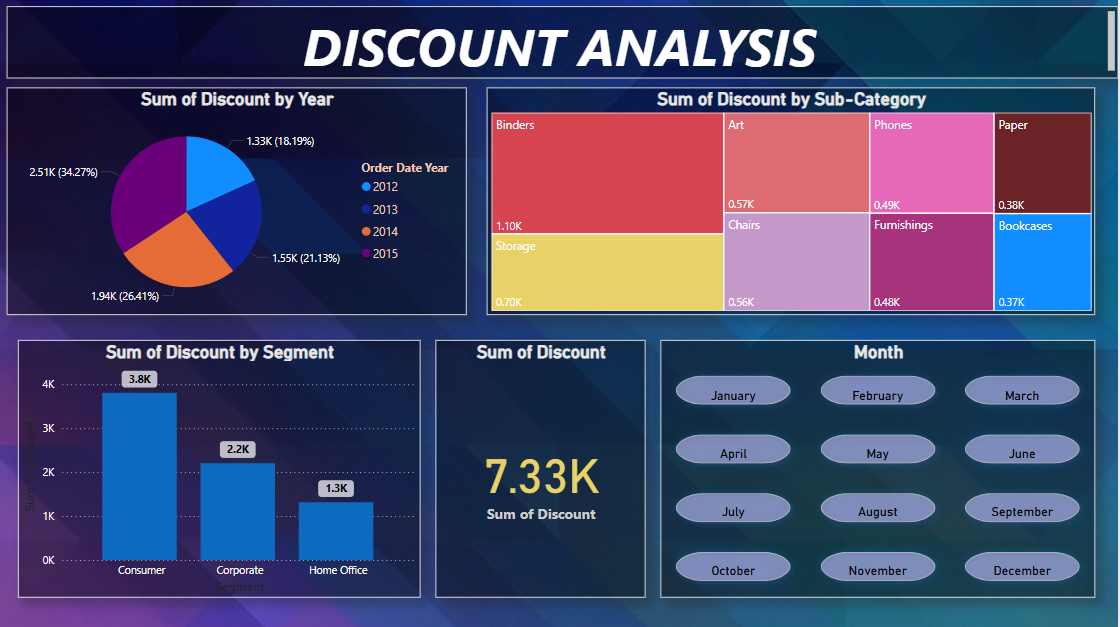 DISCOUNT ANALYSIS
Sum of Discount by Year
1.33K (18.19%)
2.51K (34.27%)
1.55K (21.13%)
1.94K (26.41%)
Order Date Year
2012
2013
2014
2015
Sum of Discount by Sub-Category
Binders
1.10K
Storage
0.70K
Art
0.57K
Chairs
0.56K
Phones
0.49K
Furnishings
0.48K
Paper
0.38K
Bookcases
0.37K
Sum of Discount by Segment
Sum of Discount
4K
3K
2K
1K
0K
3.8K
2.2K
1.3K
Consumer
Corporate
Home Office
Segment
Sum of Discount
7.33K
Sum of Discount
Month
January
February
March
April
May
June
July
August
September
October
November
December